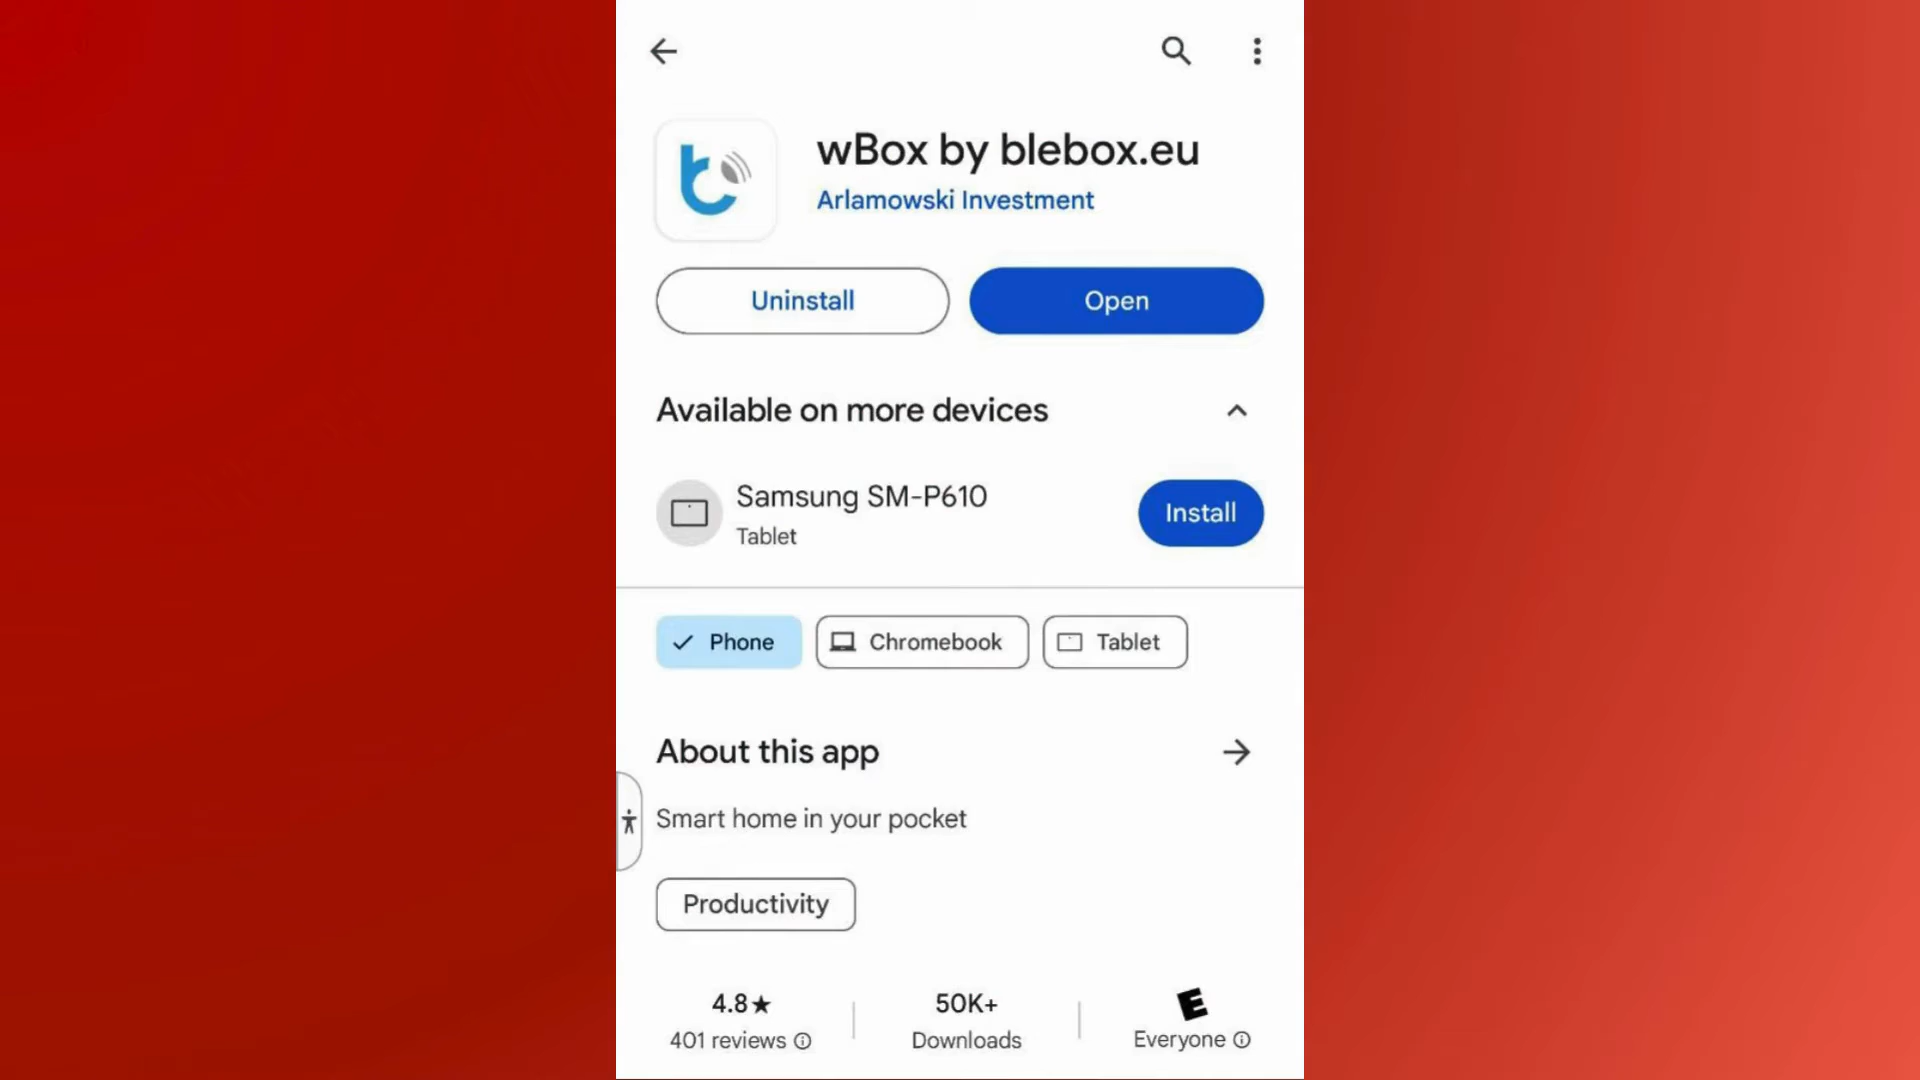 wBox by blebox.eu
Arlamowski Investment
Uninstall
Open
Available on more devices
Samsung SM-P610
Tablet
Install
Phone
Chromebook
Tablet
About this app
Smart home in your pocket
Productivity
4.8★
401 reviews
50K+
Downloads
E
Everyone